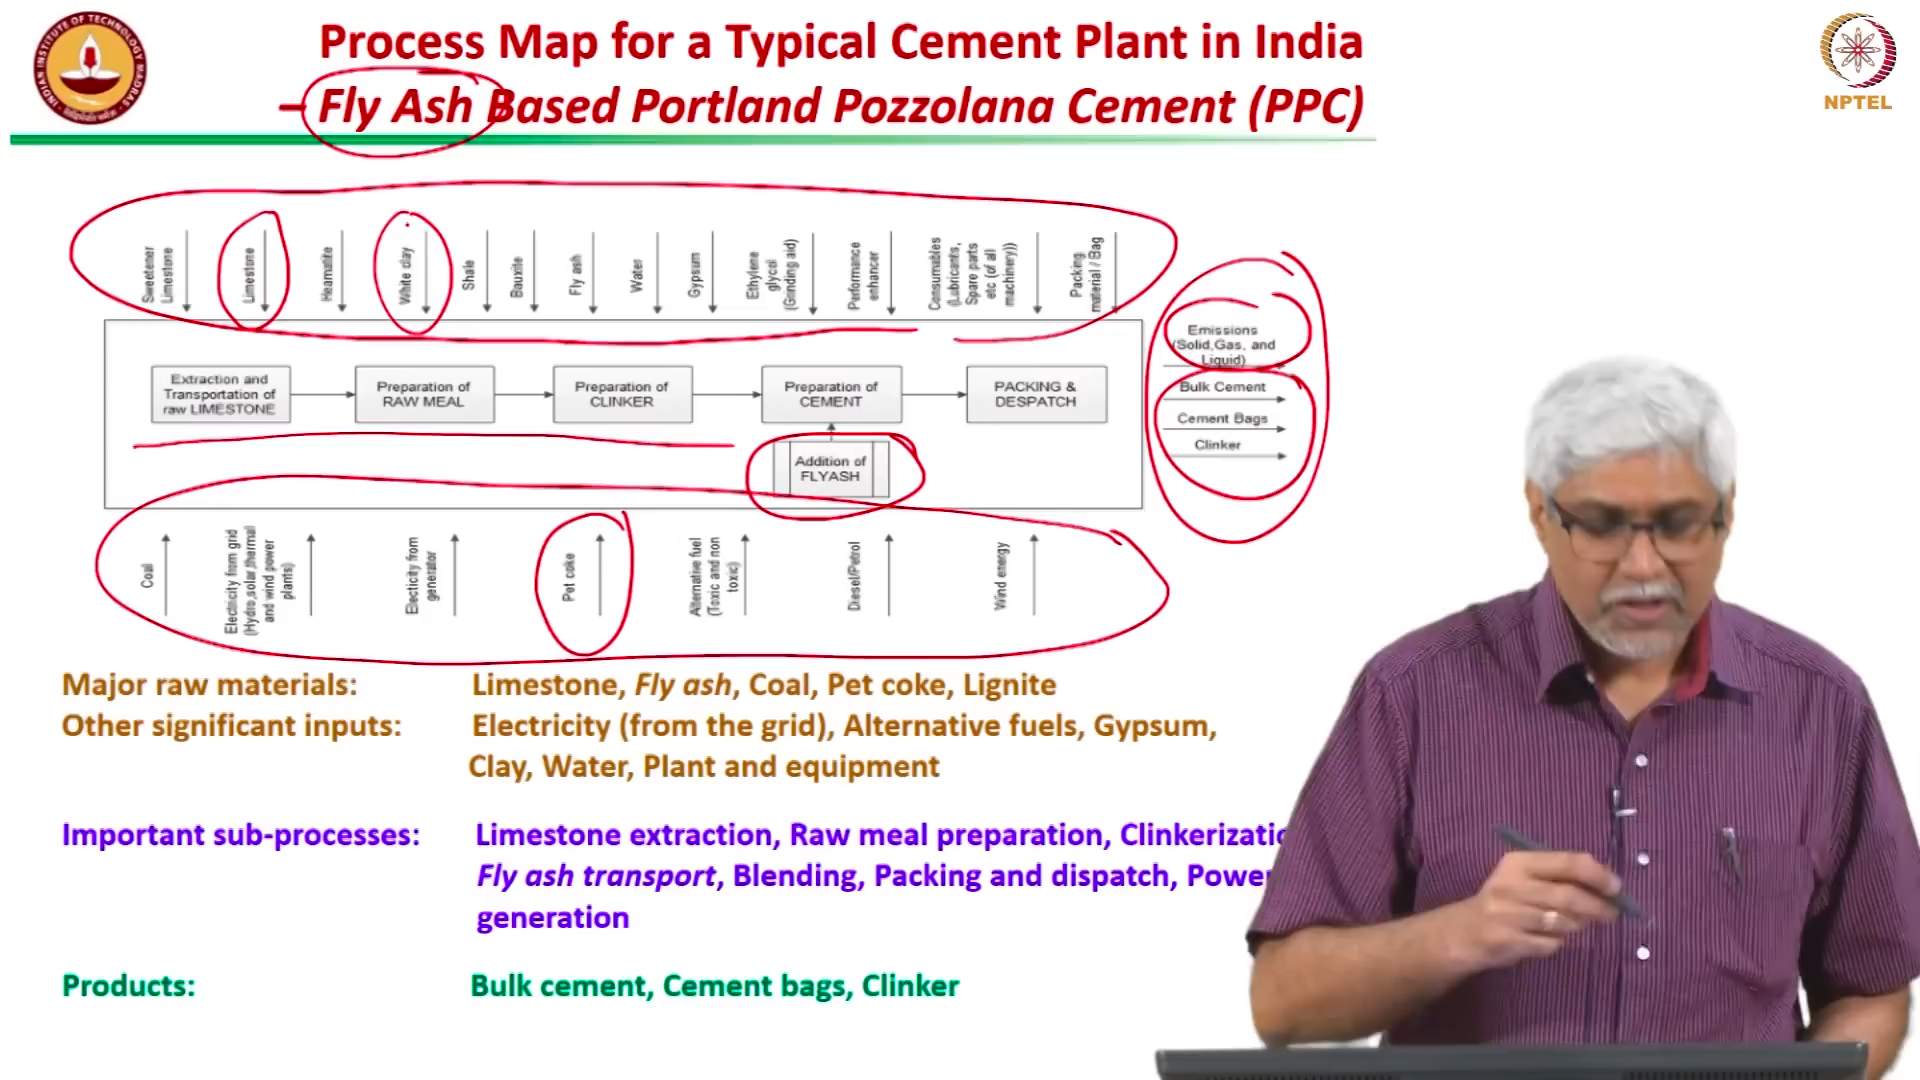 Process Map for a Typical Cement Plant in India
– Fly Ash Based Portland Pozzolana Cement (PPC)
INDIAN INSTITUTE OF TECHNOLOGY MADRAS
NPTEL
Sweetener
Limestone
Limestone
Heamatite
White clay
Shale
Bauxite
Fly ash
Water
Gypsum
Ethylene
glycol
(Grinding aid)
Performance
enhancer
Consumables
(Lubricants,
Spare parts
etc (of all
machinery))
Packing
material / Bag
Extraction and
Transportation of
raw LIMESTONE
Preparation of
RAW MEAL
Preparation of
CLINKER
Preparation of
CEMENT
PACKING &
DESPATCH
Addition of
FLYASH
Emissions
(Solid,Gas, and
Liquid)
Bulk Cement
Cement Bags
Clinker
Coal
Electricity from grid
(Hydro,solar,thermal
and wind power
plants)
Electicity from
generator
Pet coke
Alternative fuel
(Toxic and non
toxic)
Diesel/Petrol
Wind energy
Major raw materials: Limestone, Fly ash, Coal, Pet coke, Lignite
Other significant inputs: Electricity (from the grid), Alternative fuels, Gypsum,
Clay, Water, Plant and equipment
Important sub-processes: Limestone extraction, Raw meal preparation,
Fly ash transport, Blending, Packing and dispatch, Power
generation
Products: Bulk cement, Cement bags, Clinker